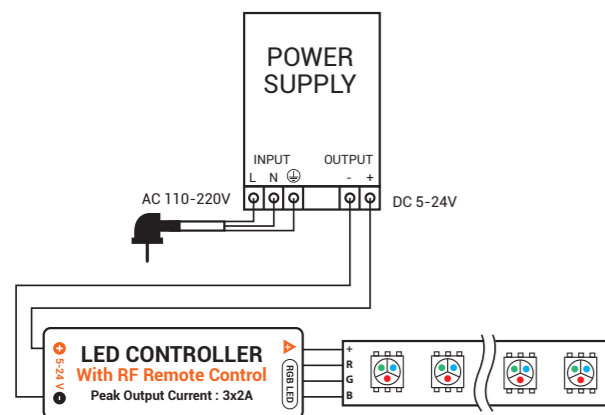 POWER
SUPPLY
INPUT OUTPUT
L N - +
AC 110-220V
DC 5-24V
+ 5-24 V -
LED CONTROLLER
With RF Remote Control
Peak Output Current : 3x2A
RGB LED
+
R
G
B